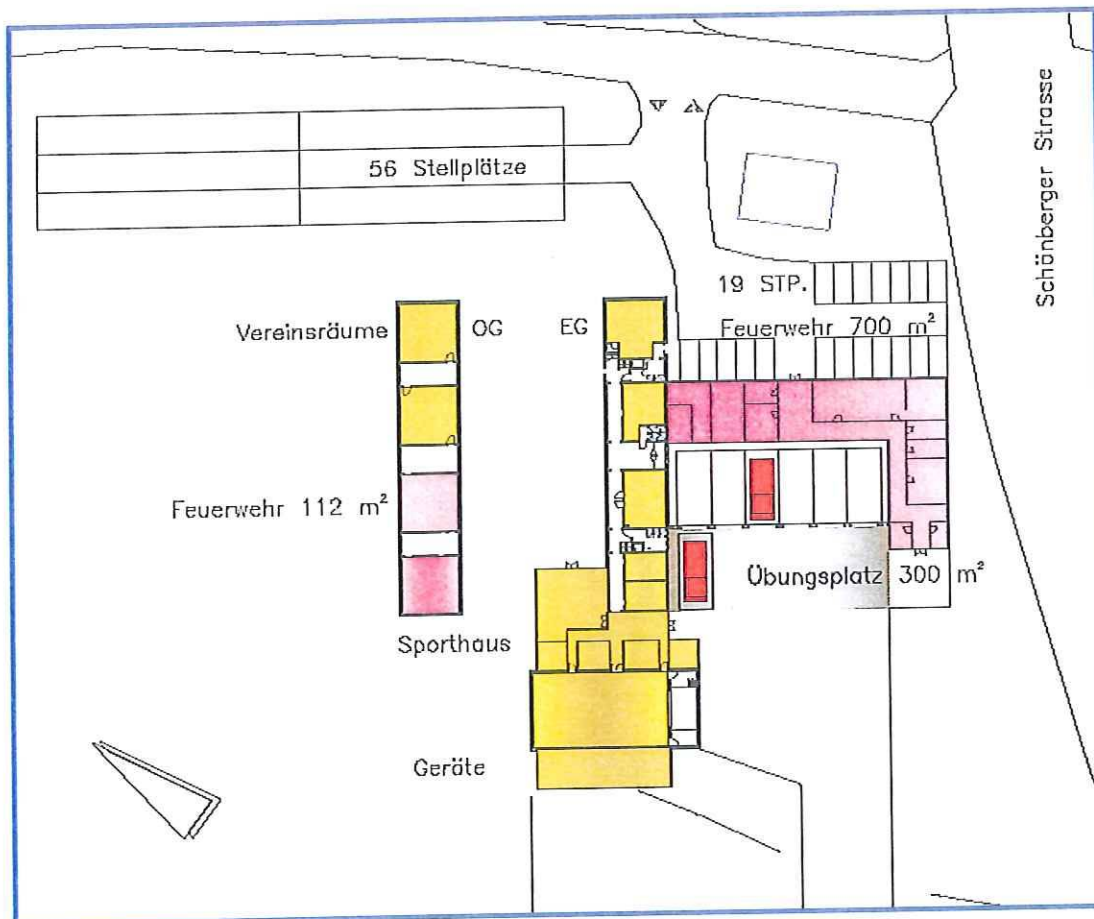 Schönberger Strasse
56 Stellplätze
19 STP.
Vereinsräume
OG
EG
Feuerwehr 700 m²
Feuerwehr 112 m²
Übungsplatz 300 m²
Sporthaus
Geräte